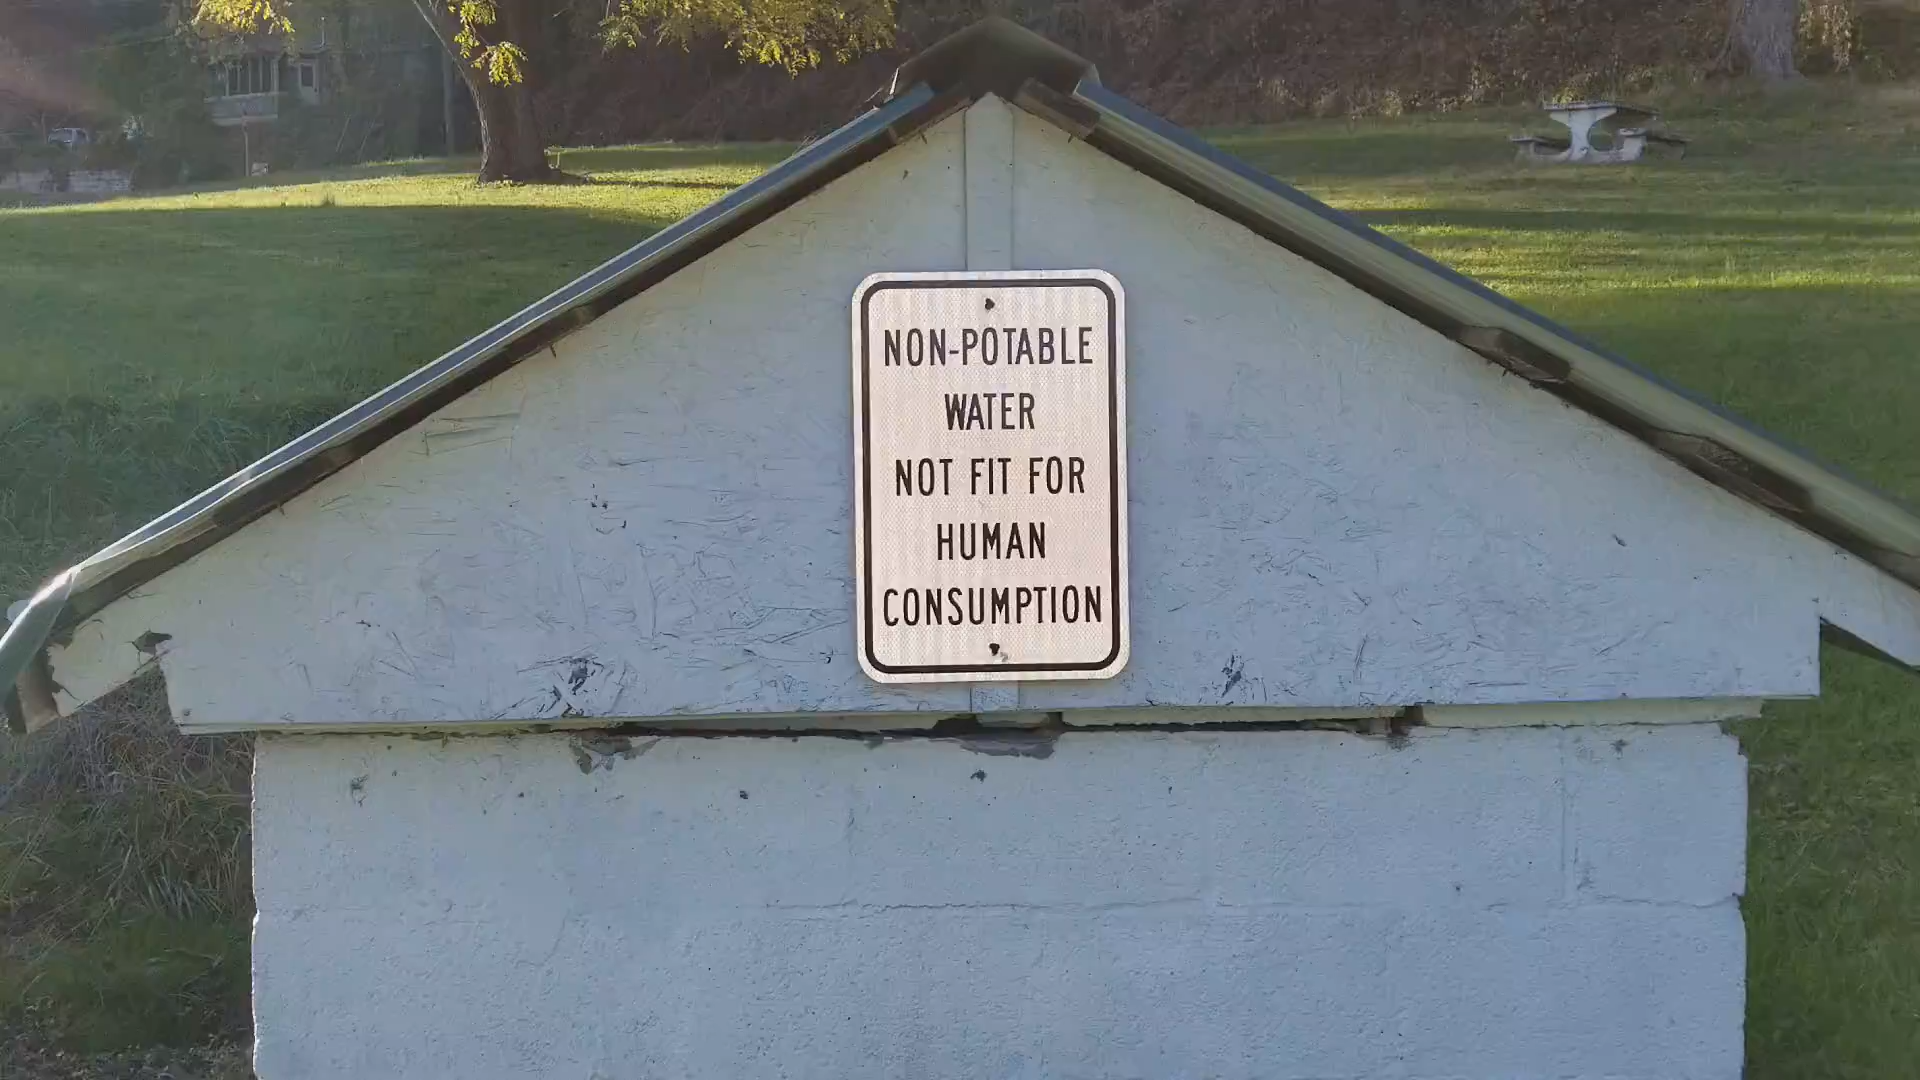 NON-POTABLE
WATER
NOT FIT FOR
HUMAN
CONSUMPTION